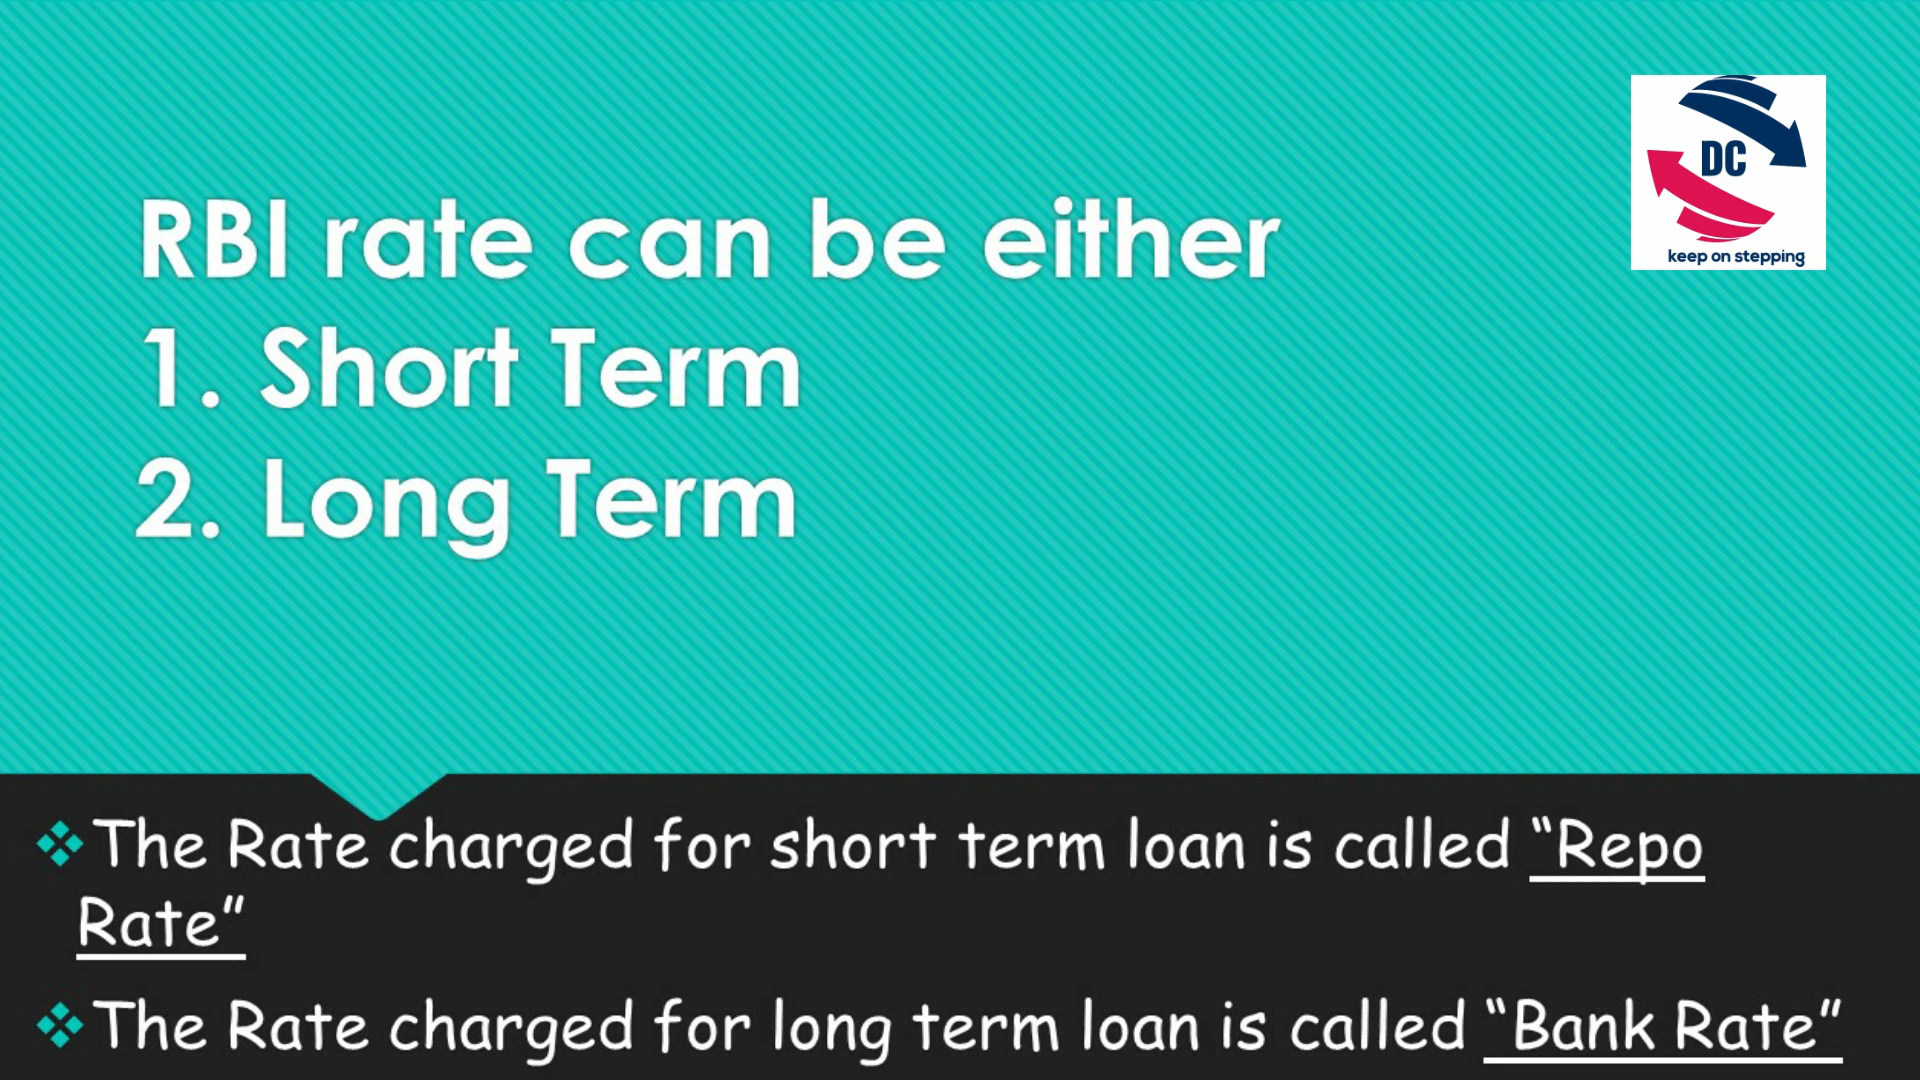 DC
keep on stepping
RBI rate can be either
1. Short Term
2. Long Term
❖The Rate charged for short term loan is called “Repo
Rate”
❖The Rate charged for long term loan is called “Bank Rate”